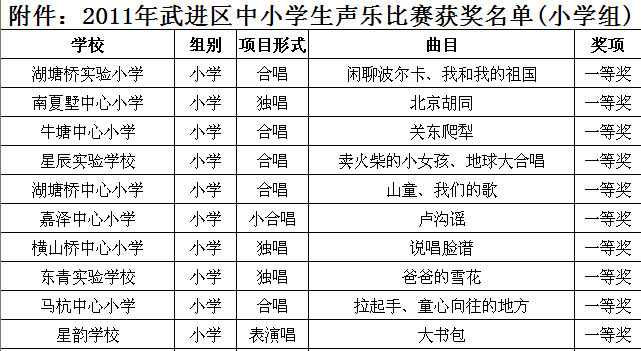 附件：2011年武进区中小学生声乐比赛获奖名单(小学组)
学校 组别 项目形式 曲目 奖项
湖塘桥实验小学 小学 合唱 闲聊波尔卡、我和我的祖国 一等奖
南夏墅中心小学 小学 独唱 北京胡同 一等奖
牛塘中心小学 小学 合唱 关东爬犁 一等奖
星辰实验学校 小学 合唱 卖火柴的小女孩、地球大合唱 一等奖
湖塘桥中心小学 小学 合唱 山童、我们的歌 一等奖
嘉泽中心小学 小学 小合唱 卢沟谣 一等奖
横山桥中心小学 小学 独唱 说唱脸谱 一等奖
东青实验学校 小学 独唱 爸爸的雪花 一等奖
马杭中心小学 小学 合唱 拉起手、童心向往的地方 一等奖
星韵学校 小学 表演唱 大书包 一等奖